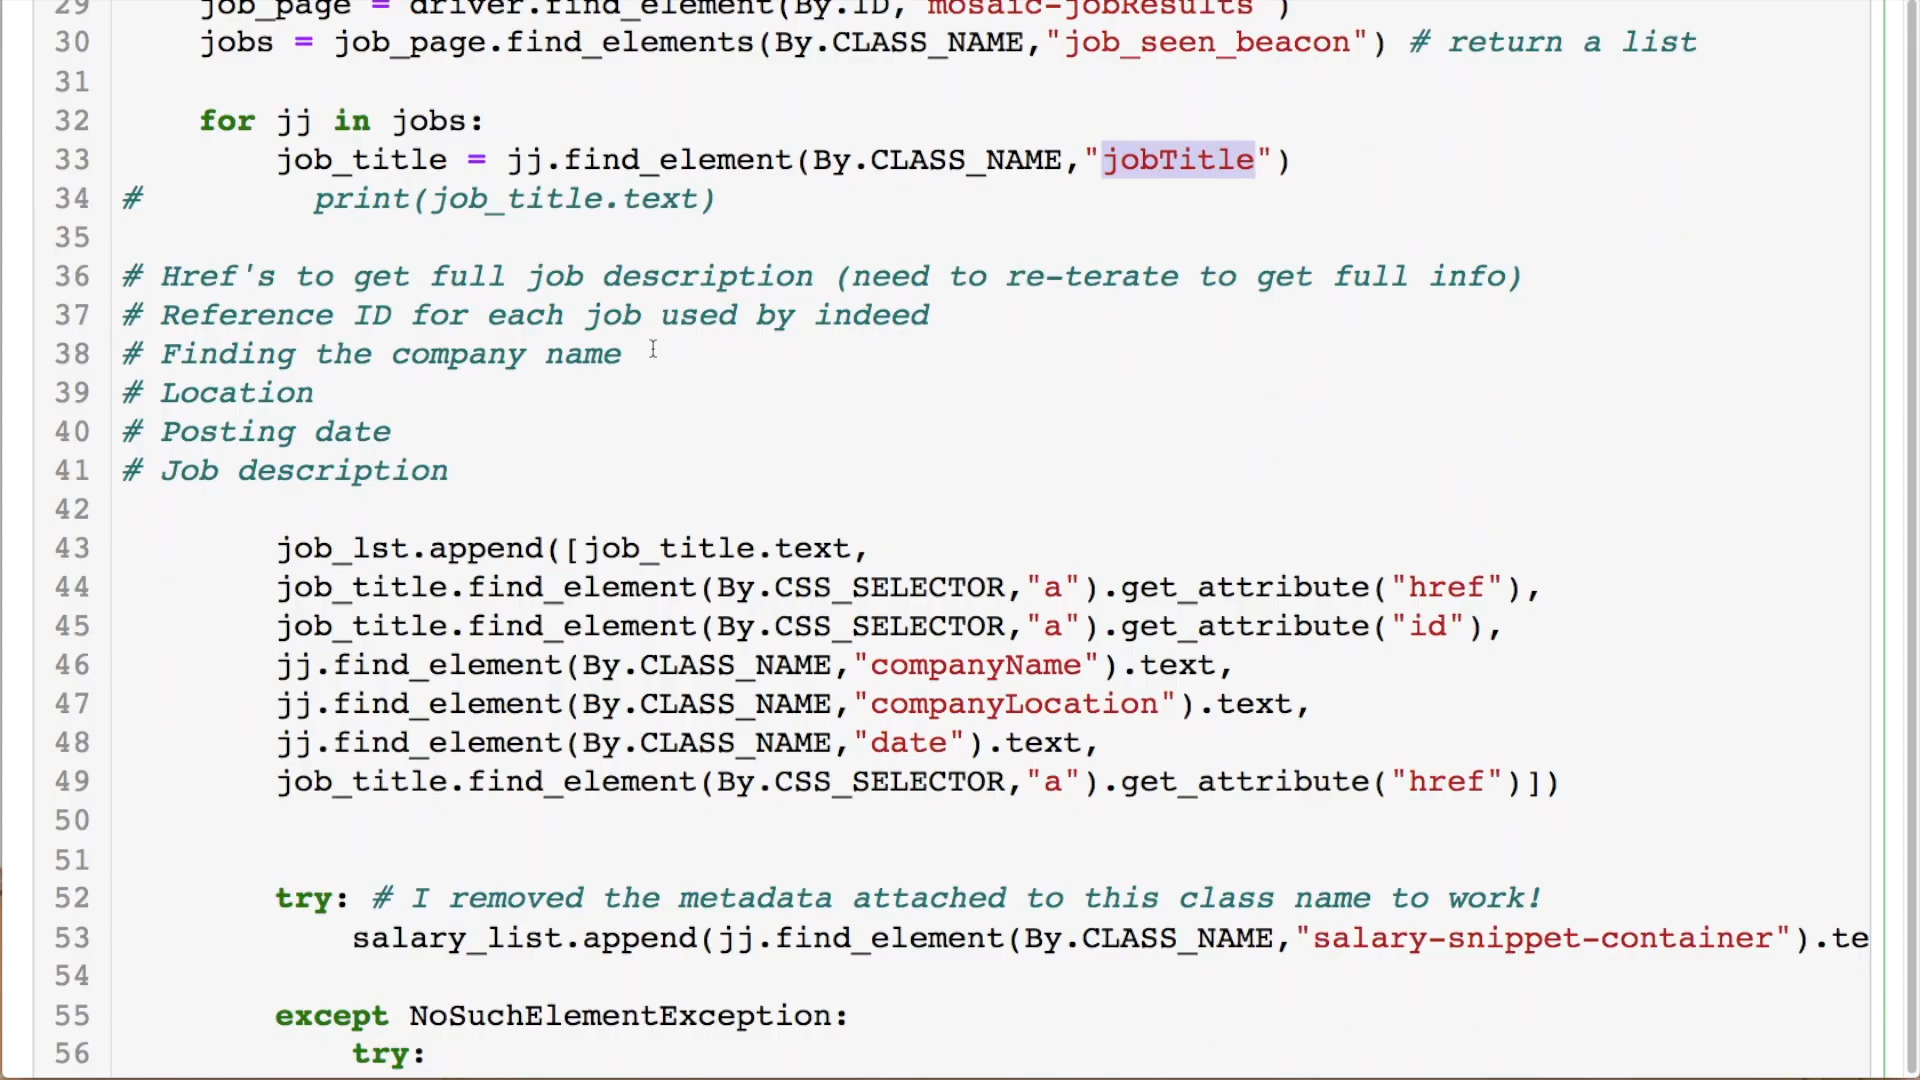 29 job_page = driver.find_element(By.ID,"mosaic-jobResults")
30 jobs = job_page.find_elements(By.CLASS_NAME,"job_seen_beacon") # return a list
31
32 for jj in jobs:
33 job_title = jj.find_element(By.CLASS_NAME,"jobTitle")
34 # print(job_title.text)
35
36 # Href's to get full job description (need to re-terate to get full info)
37 # Reference ID for each job used by indeed
38 # Finding the company name
39 # Location
40 # Posting date
41 # Job description
42
43 job_lst.append([job_title.text,
44 job_title.find_element(By.CSS_SELECTOR,"a").get_attribute("href"),
45 job_title.find_element(By.CSS_SELECTOR,"a").get_attribute("id"),
46 jj.find_element(By.CLASS_NAME,"companyName").text,
47 jj.find_element(By.CLASS_NAME,"companyLocation").text,
48 jj.find_element(By.CLASS_NAME,"date").text,
49 job_title.find_element(By.CSS_SELECTOR,"a").get_attribute("href")])
50
51
52 try: # I removed the metadata attached to this class name to work!
53 salary_list.append(jj.find_element(By.CLASS_NAME,"salary-snippet-container").te
54
55 except NoSuchElementException:
56 try: